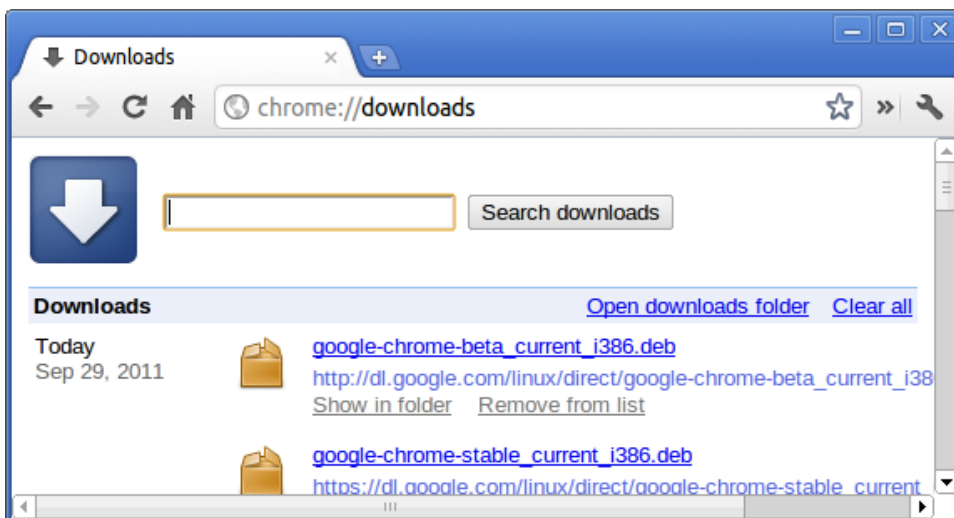 Downloads
chrome://downloads
Search downloads
Downloads Open downloads folder Clear all
Today google-chrome-beta_current_i386.deb
Sep 29, 2011 http://dl.google.com/linux/direct/google-chrome-beta_current_i38
Show in folder Remove from list
google-chrome-stable_current_i386.deb
https://dl.google.com/linux/direct/google-chrome-stable_current_